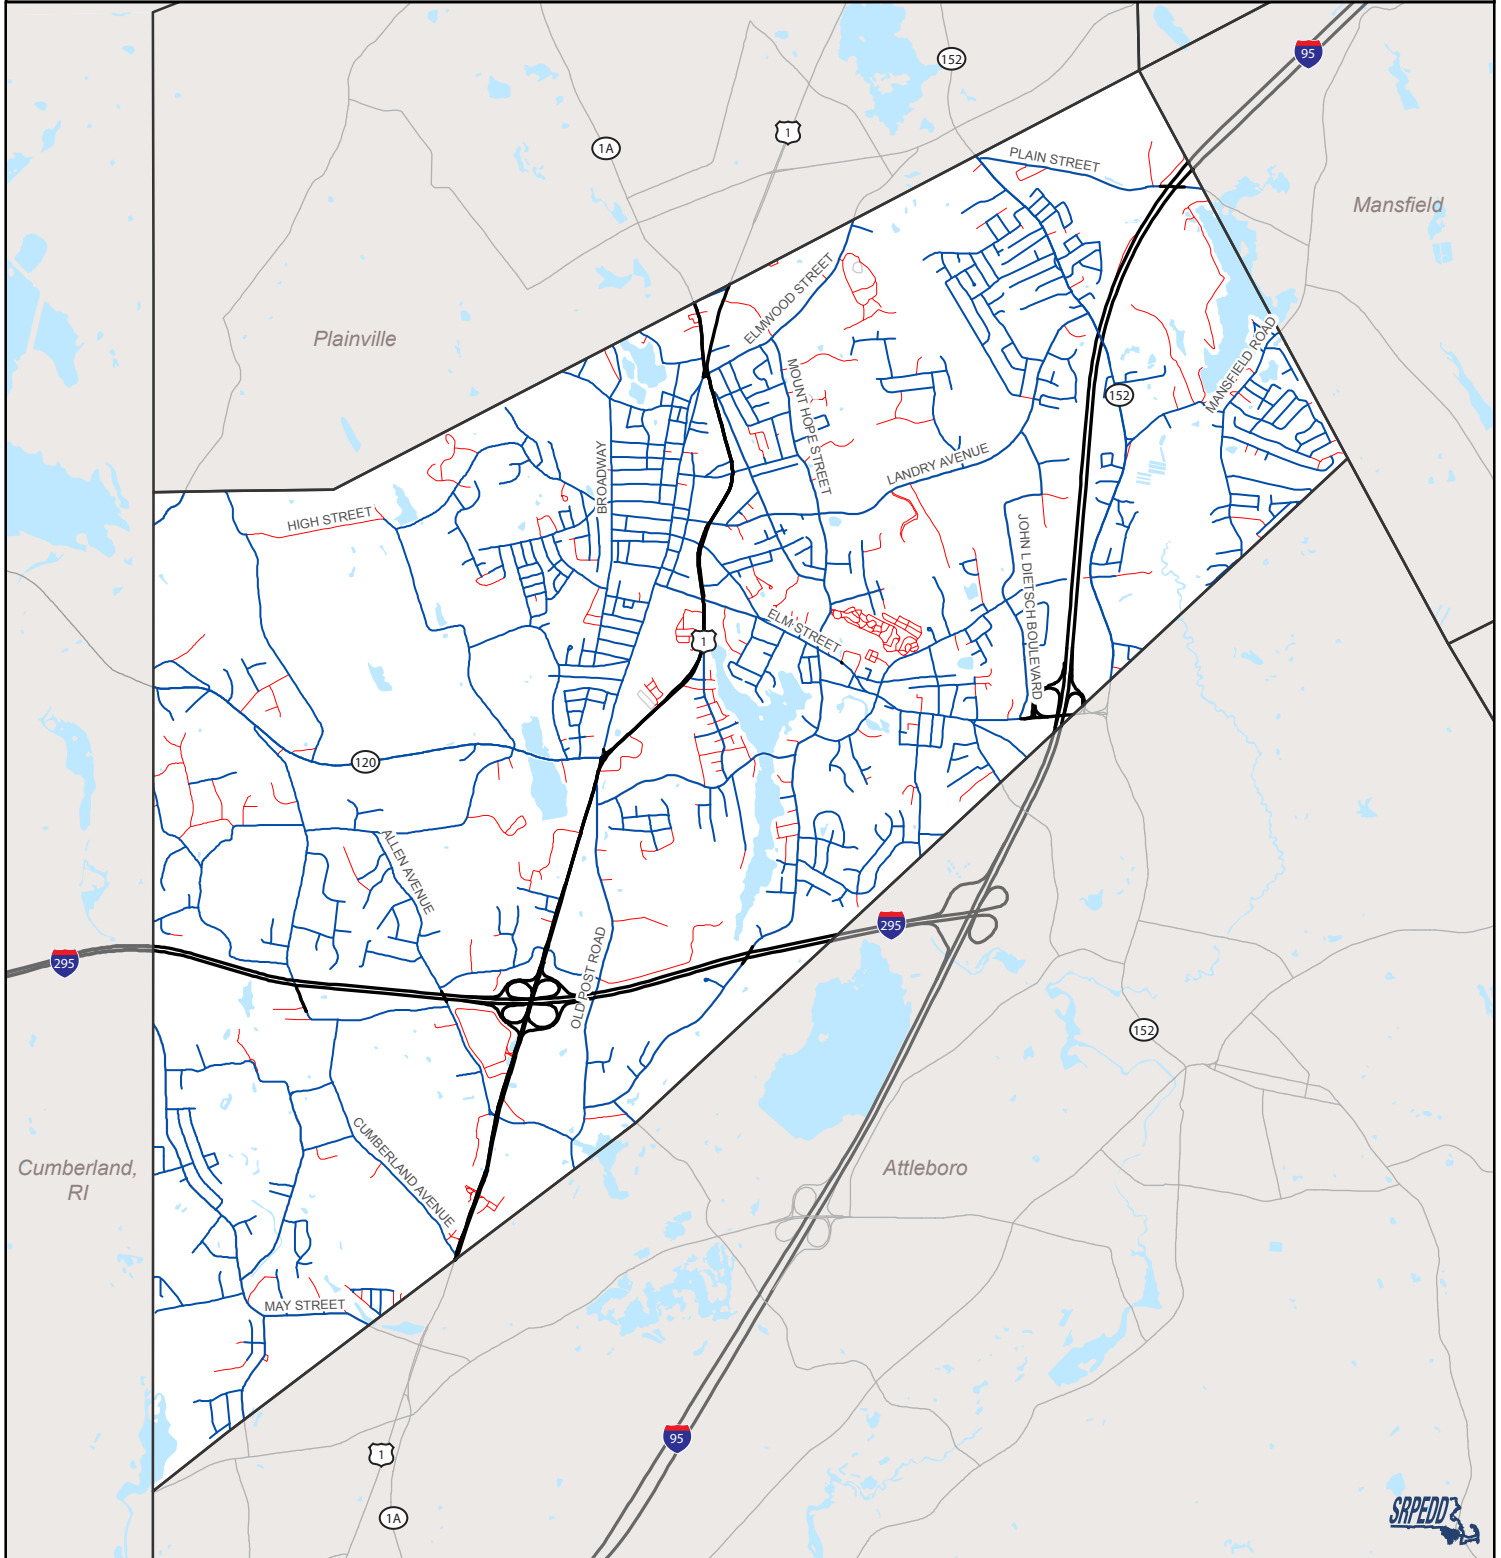 95
152
1
1A
PLAIN STREET
Mansfield
ELMWOOD STREET
Plainville
MANSFIELD ROAD
MOUNT HOPE STREET
152
BROADWAY
LANDRY AVENUE
HIGH STREET
JOHN L DIETSCH BOULEVARD
ELM STREET
1
120
ALLEN AVENUE
295
OLD POST ROAD
295
152
CUMBERLAND AVENUE
Cumberland,
RI
Attleboro
MAY STREET
95
1
1A
SRPEDD